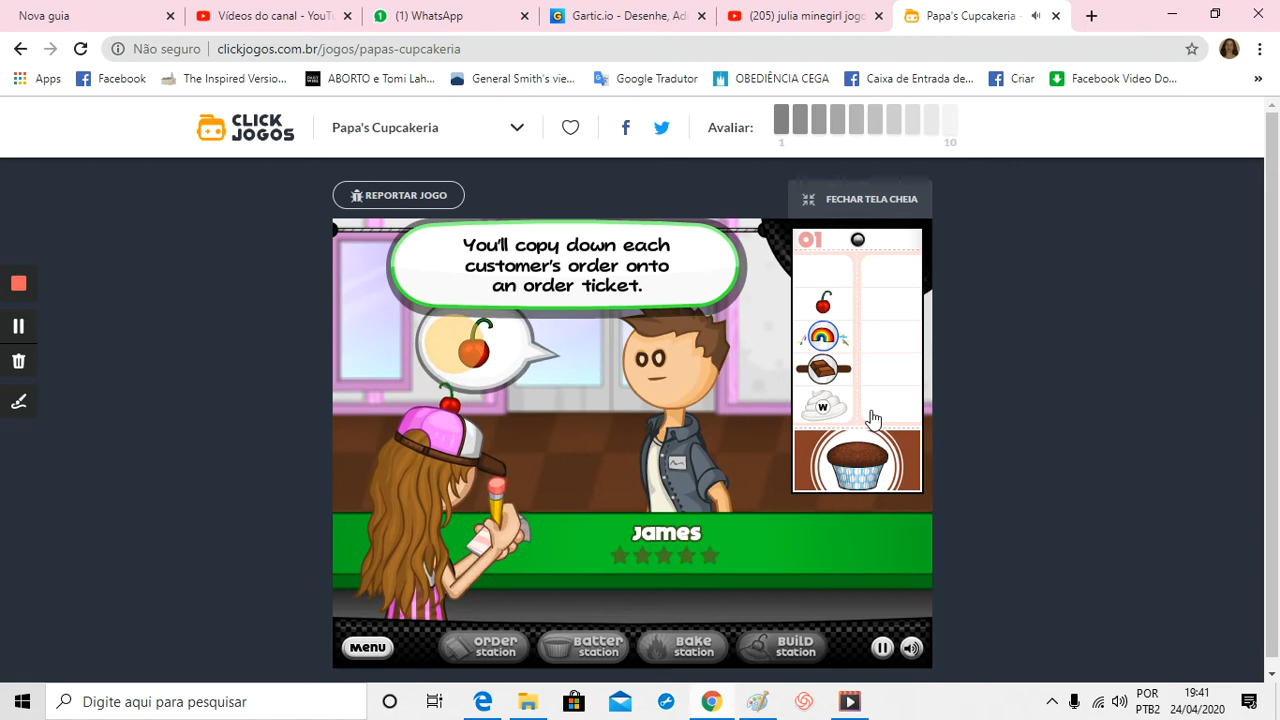 Nova guia
Vídeos do canal - YouTu
(1) WhatsApp
Gartic.io - Desenhe, Adi
(205) julia minegirl jogo
Papa's Cupcakeria -
Não seguro
clickjogos.com.br/jogos/papas-cupcakeria
Apps
Facebook
The Inspired Versio...
DAILY WIRE
ABORTO e Tomi Lah...
General Smith's vie...
Google Tradutor
OBEDIÊNCIA CEGA
Caixa de Entrada de...
Criar
Facebook Video Do...
»
CLICK
JOGOS
Papa's Cupcakeria
Avaliar:
1
10
REPORTAR JOGO
FECHAR TELA CHEIA
You'll copy down each
customer's order onto
an order ticket.
01
W
James
Menu
Order
station
Batter
station
Bake
station
Build
station
Digite aqui para pesquisar
POR
PTB2
19:41
24/04/2020